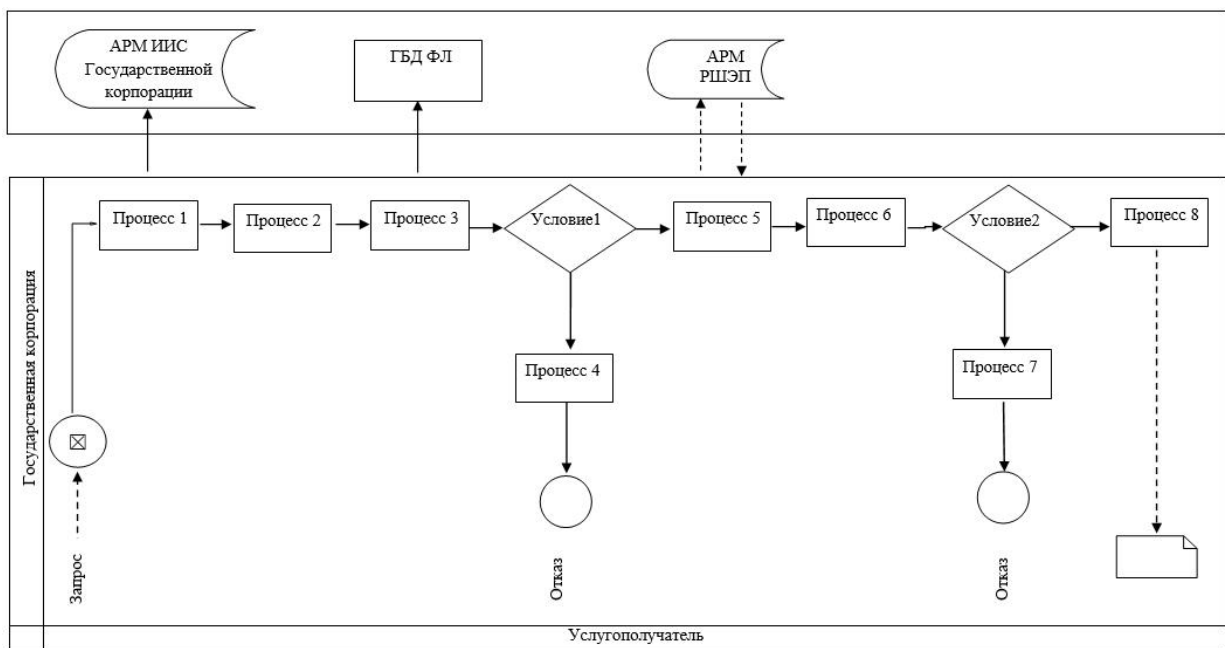 АРМ ИИС
Государственной
корпорации
ГБД ФЛ
АРМ
РШЭП
Государственная корпорация
Процесс 1
Процесс 2
Процесс 3
Условие1
Процесс 5
Процесс 6
Условие2
Процесс 8
Процесс 4
Процесс 7
Запрос
Отказ
Отказ
Услугополучатель